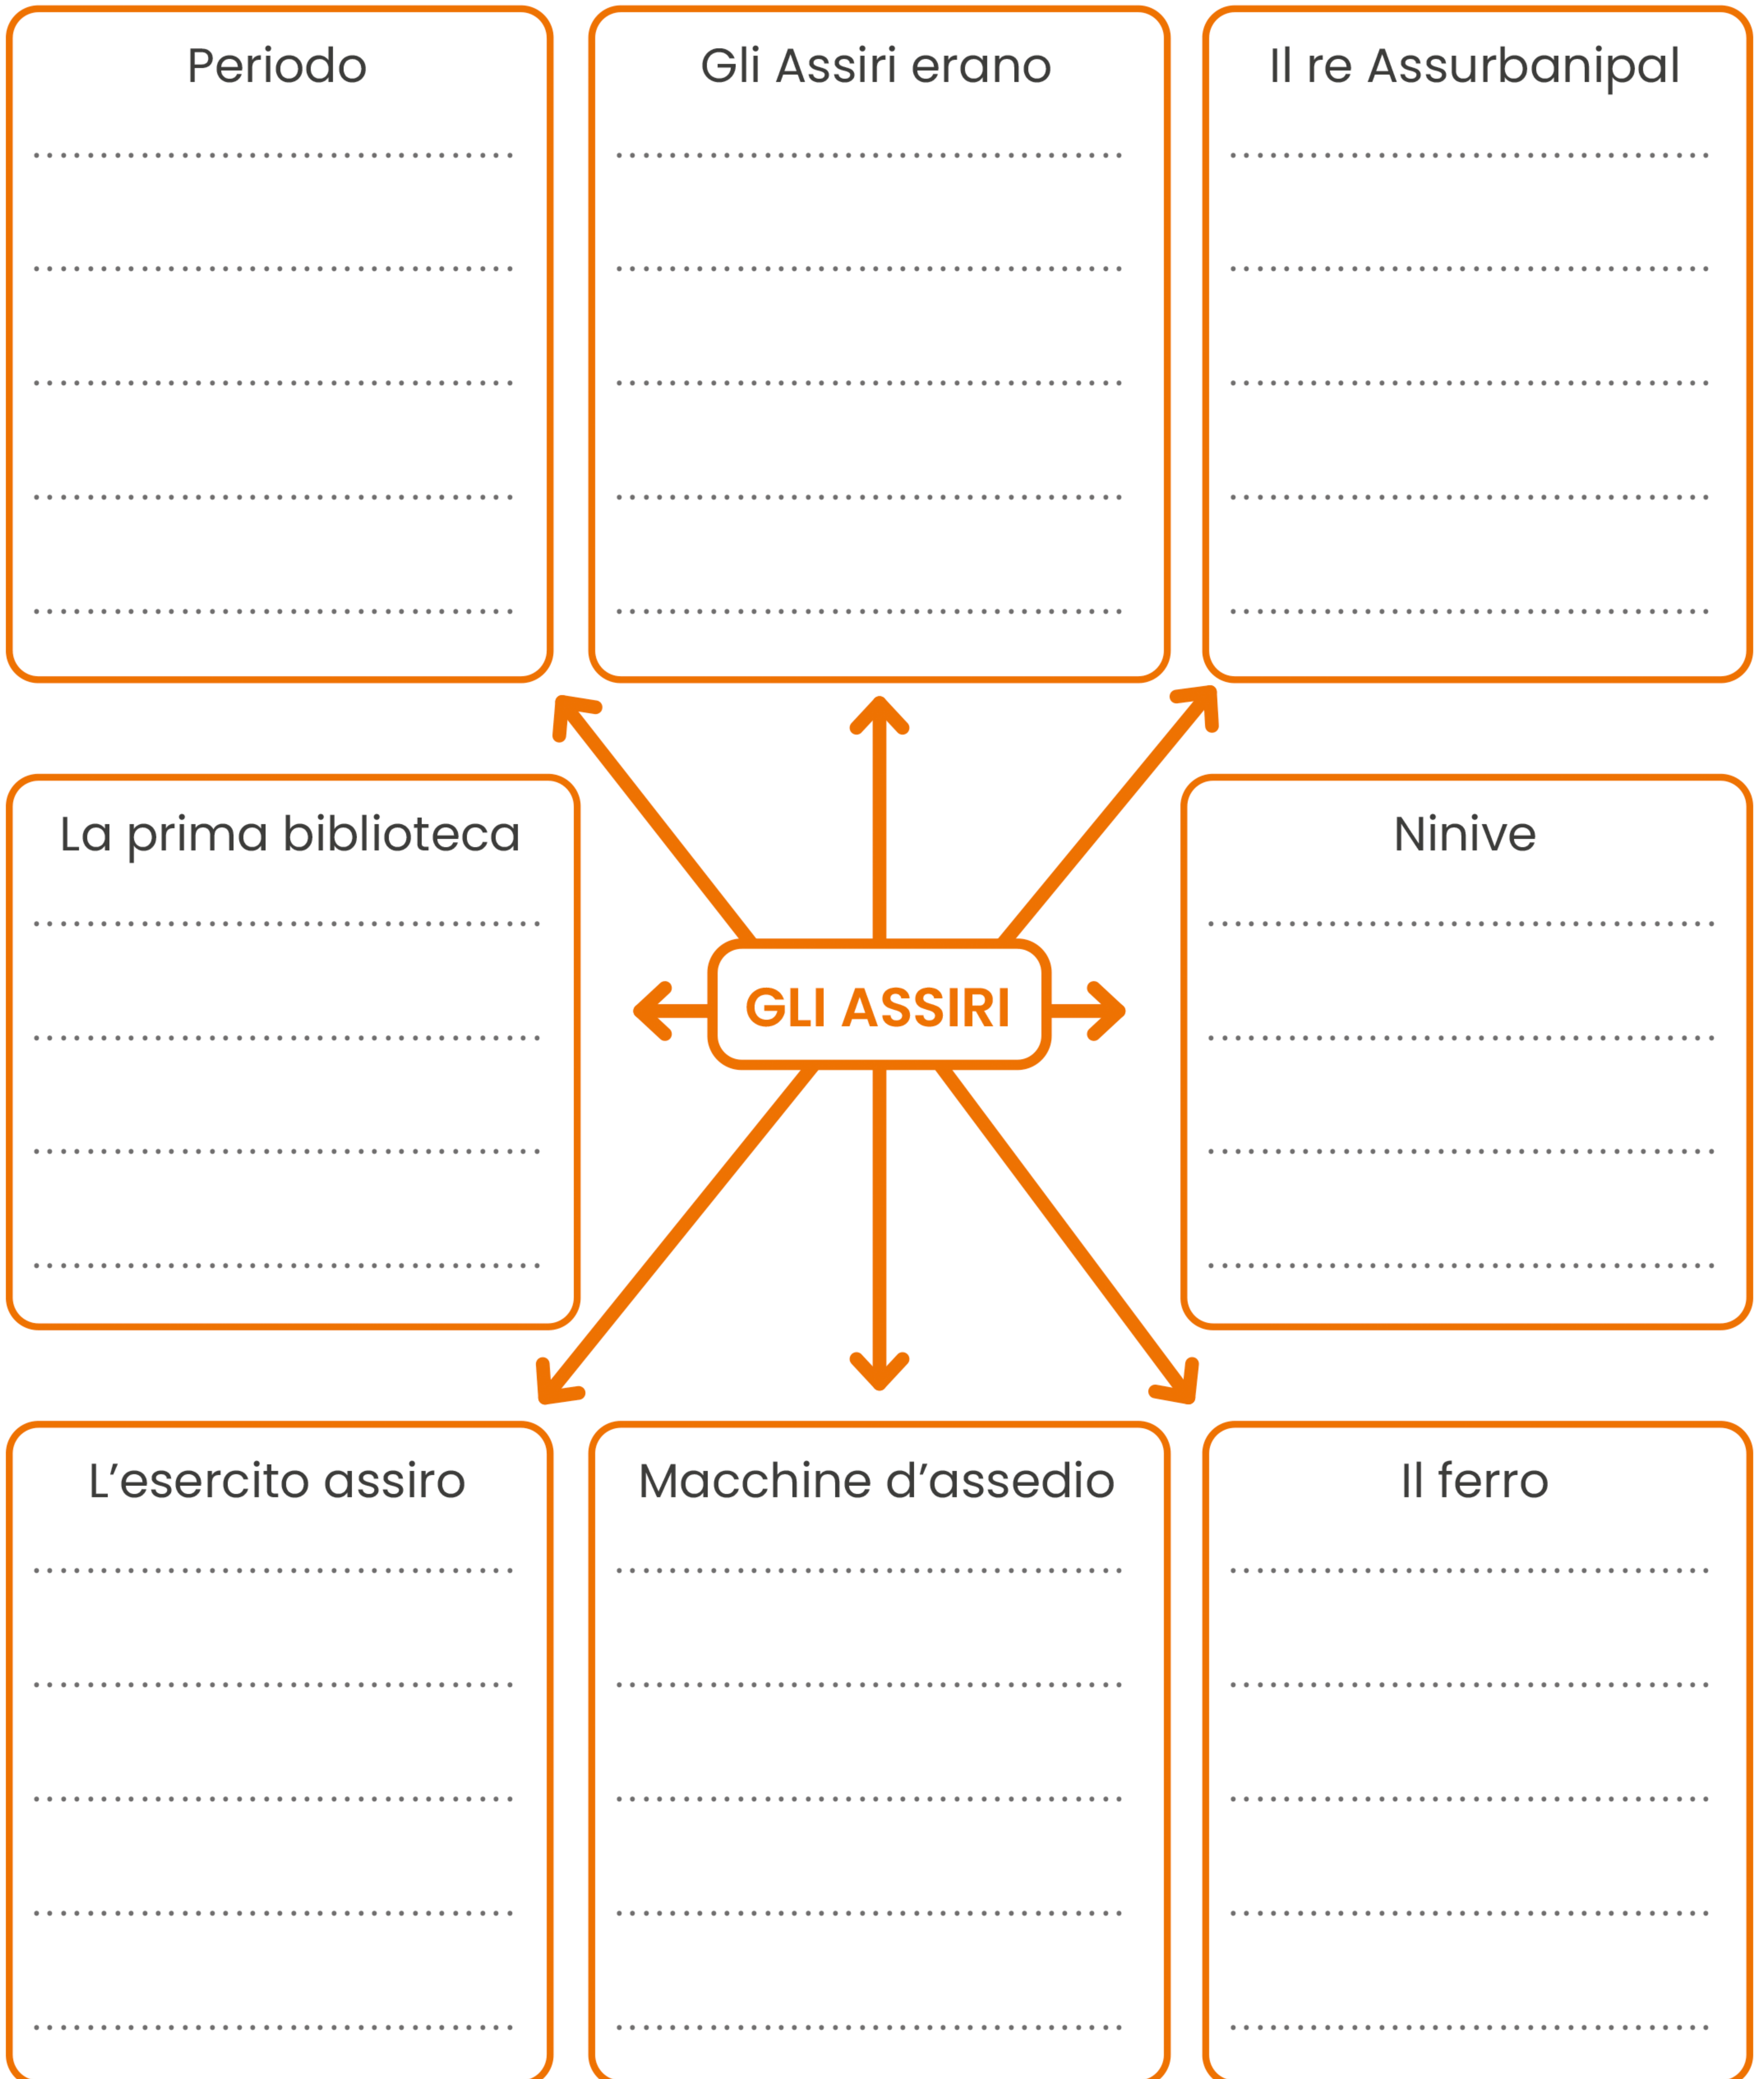 Periodo
Gli Assiri erano
Il re Assurbanipal
La prima biblioteca
Ninive
GLI ASSIRI
L'esercito assiro
Macchine d'assedio
Il ferro